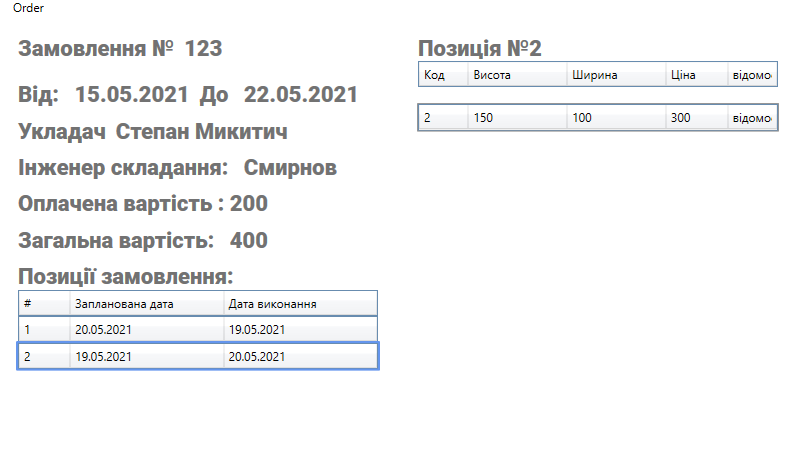 Order
Замовлення № 123
Від: 15.05.2021 До 22.05.2021
Укладач Степан Микитич
Інженер складання: Смирнов
Оплачена вартість : 200
Загальна вартість: 400
Позиції замовлення:
# Запланована дата Дата виконання
1 20.05.2021 19.05.2021
2 19.05.2021 20.05.2021
Позиція №2
Код Висота Ширина Ціна відомо
2 150 100 300 відомо